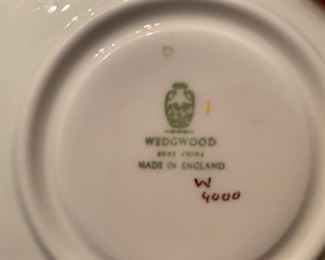 WEDGWOOD
BONE CHINA
MADE IN ENGLAND
W
4000